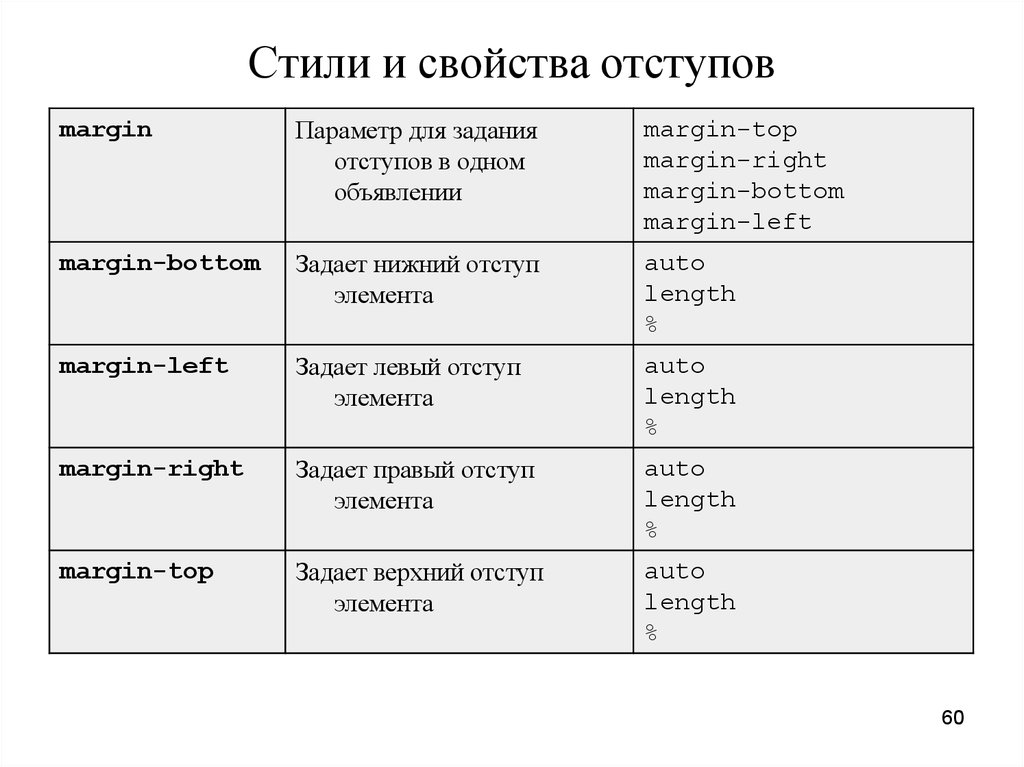 Стили и свойства отступов
margin
Параметр для задания
отступов в одном
объявлении
margin-top
margin-right
margin-bottom
margin-left
margin-bottom
Задает нижний отступ
элемента
auto
length
%
margin-left
Задает левый отступ
элемента
auto
length
%
margin-right
Задает правый отступ
элемента
auto
length
%
margin-top
Задает верхний отступ
элемента
auto
length
%
60